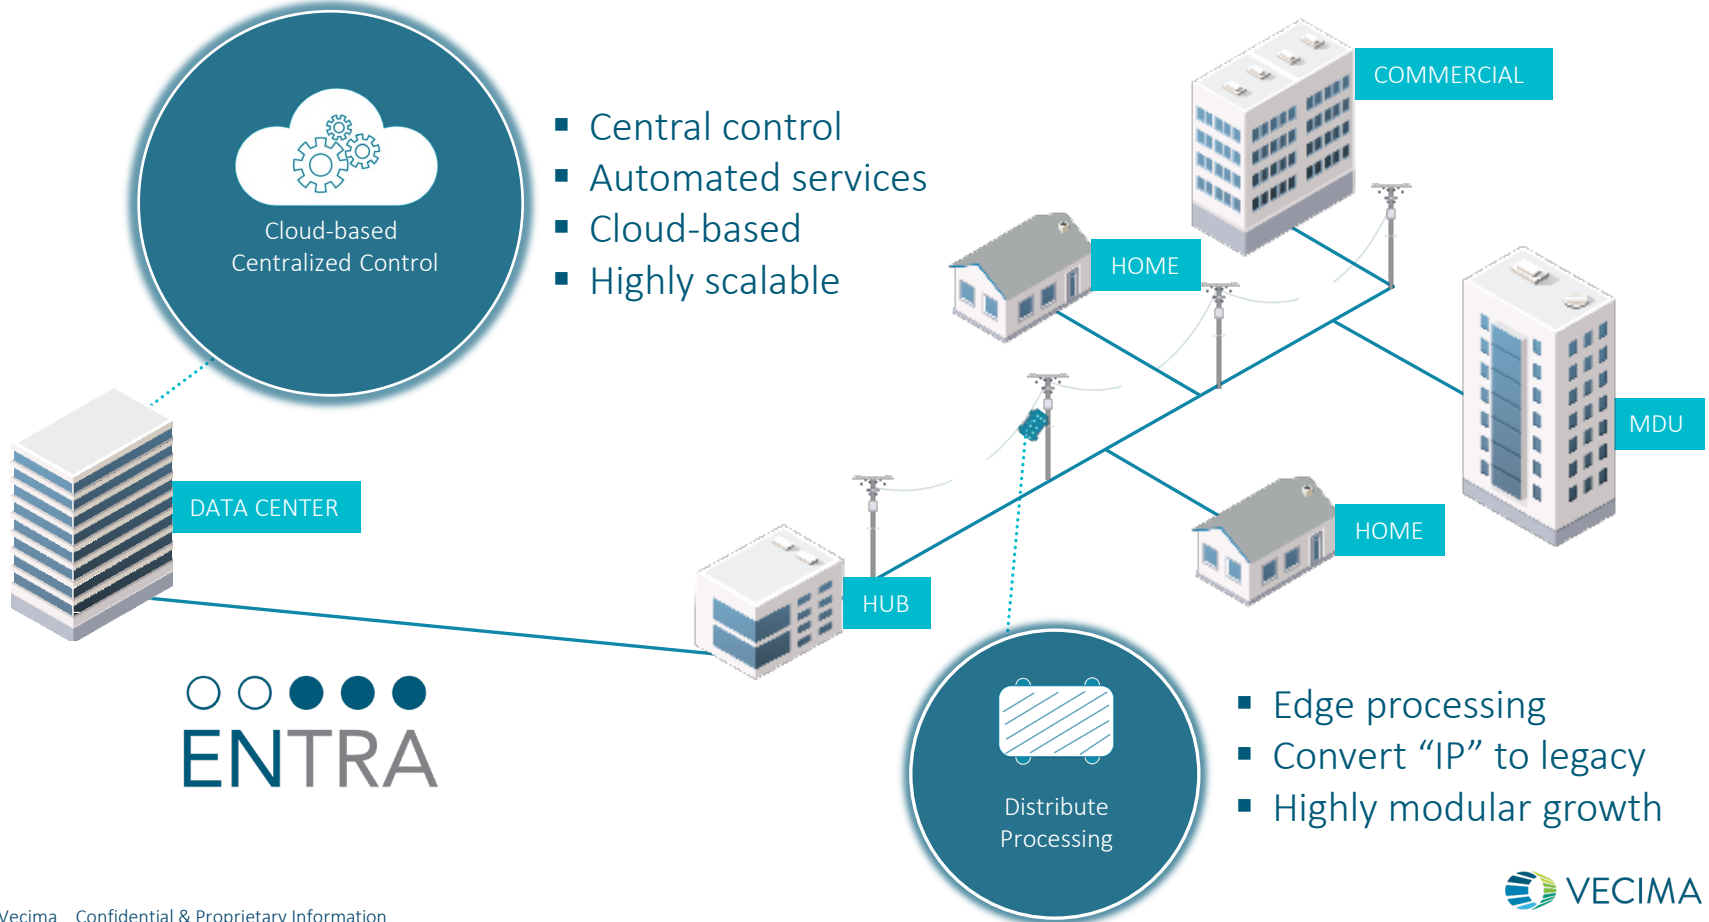 Cloud-based
Centralized Control
▪ Central control
▪ Automated services
▪ Cloud-based
▪ Highly scalable
COMMERCIAL
HOME
MDU
DATA CENTER
HOME
HUB
ENTRA
Distribute
Processing
▪ Edge processing
▪ Convert “IP” to legacy
▪ Highly modular growth
VECIMA
Vecima Confidential & Proprietary Information